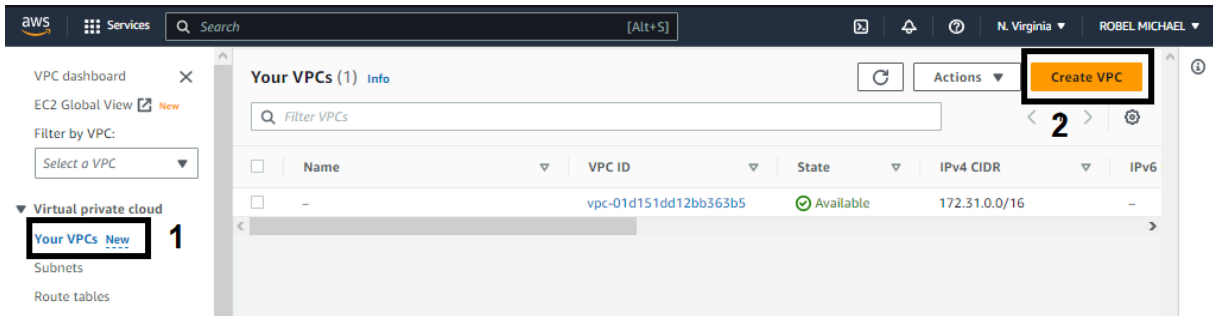 aws Services Search [Alt+S] N. Virginia ▼ ROBEL MICHAEL ▼
VPC dashboard
EC2 Global View New
Filter by VPC:
Select a VPC
Virtual private cloud
Your VPCs New 1
Subnets
Route tables
Your VPCs (1) Info Actions ▼ Create VPC
Filter VPCs 2
Name VPC ID State IPv4 CIDR IPv6
– vpc-01d151dd12bb363b5 Available 172.31.0.0/16 –